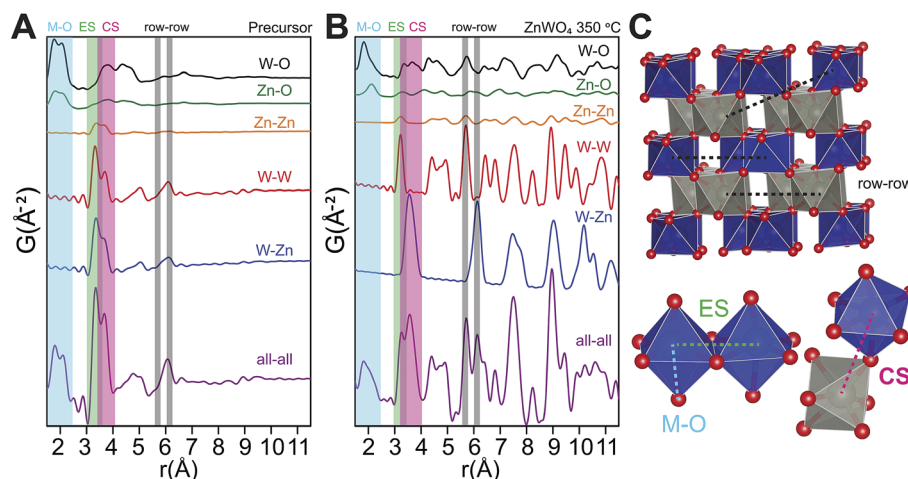 A
M-O ES CS row-row Precursor
W-O
Zn-O
Zn-Zn
W-W
W-Zn
all-all
G(Å⁻²)
2 3 4 5 6 7 8 9 10 11
r(Å)
B
M-O ES CS row-row ZnWO₄ 350 ºC
W-O
Zn-O
Zn-Zn
W-W
W-Zn
all-all
G(Å⁻²)
2 3 4 5 6 7 8 9 10 11
r(Å)
C
row-row
ES
M-O
CS